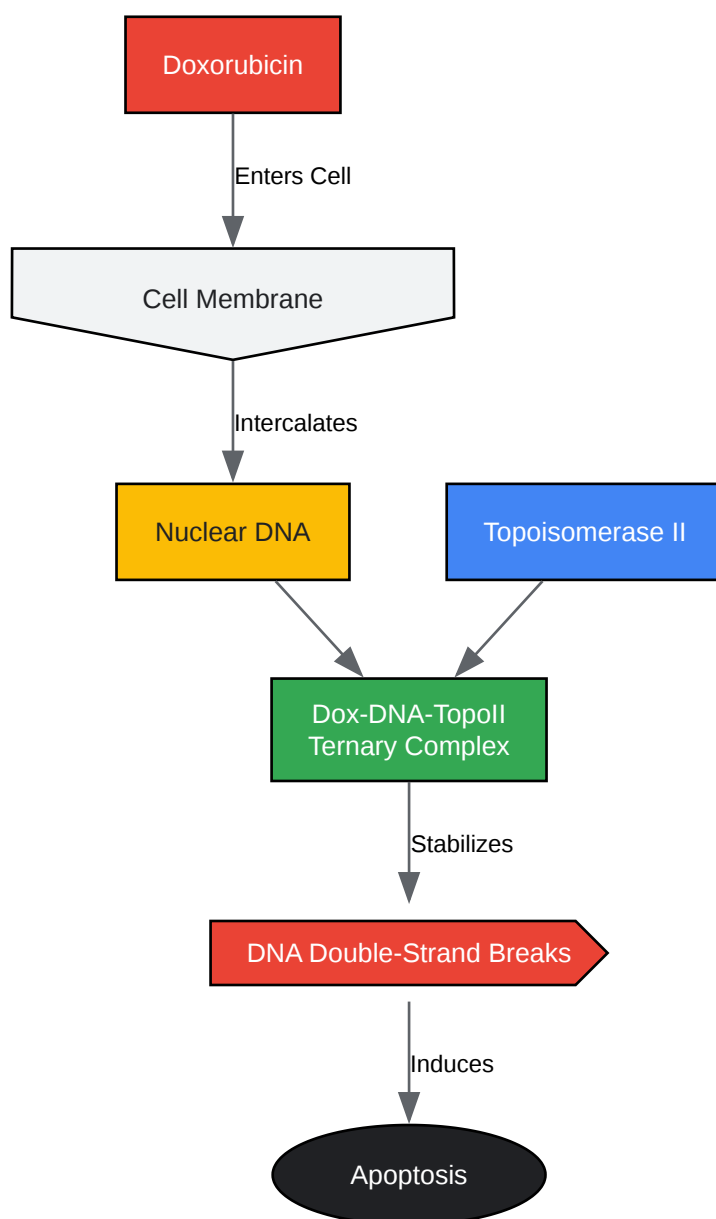 Doxorubicin
Enters Cell
Cell Membrane
Intercalates
Nuclear DNA
Topoisomerase II
Dox-DNA-TopoII
Ternary Complex
Stabilizes
DNA Double-Strand Breaks
Induces
Apoptosis